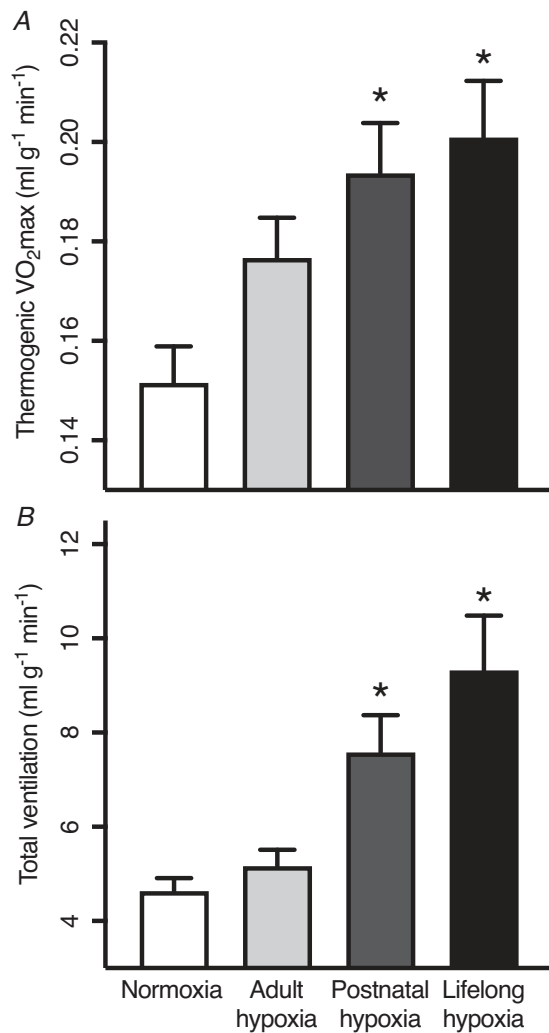 A
Thermogenic VO2max (ml g-1 min-1)
0.22
0.20
0.18
0.16
0.14
*
*
B
Total ventilation (ml g-1 min-1)
12
10
8
6
4
*
*
Normoxia
Adult
hypoxia
Postnatal
hypoxia
Lifelong
hypoxia